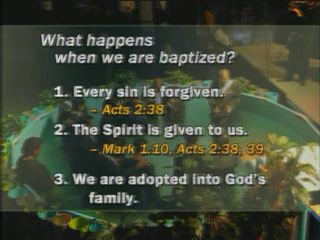 What happens
when we are baptized?
1. Every sin is forgiven.
– Acts 2:38
2. The Spirit is given to us.
– Mark 1:10, Acts 2:38, 39
3. We are adopted into God's
family.